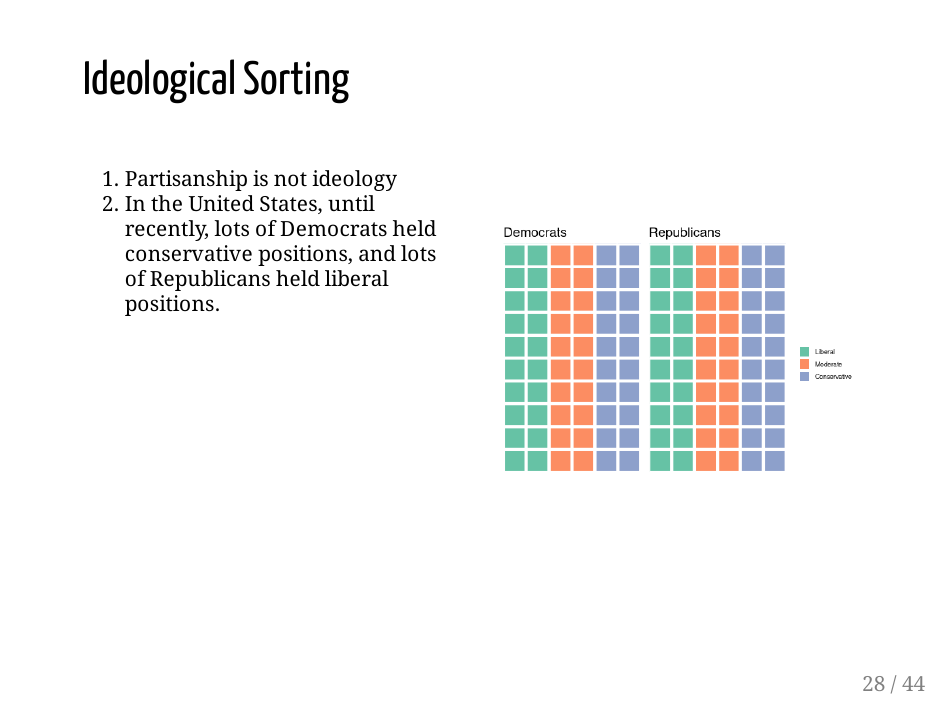 Ideological Sorting
1. Partisanship is not ideology
2. In the United States, until
recently, lots of Democrats held
conservative positions, and lots
of Republicans held liberal
positions.
Democrats
Republicans
Liberal
Moderate
Conservative
28 / 44